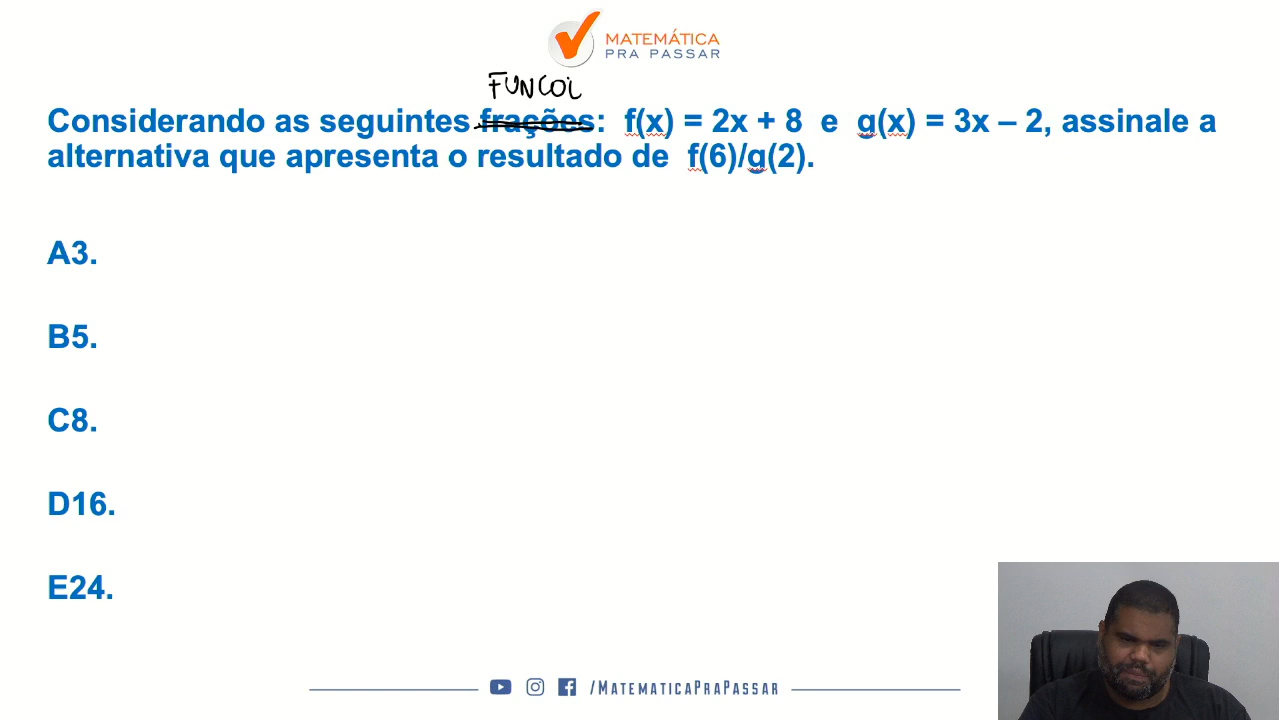 MATEMÁTICA
PRA PASSAR
FUNCOE
Considerando as seguintes frações: f(x) = 2x + 8 e g(x) = 3x – 2, assinale a
alternativa que apresenta o resultado de f(6)/g(2).
A3.
B5.
C8.
D16.
E24.
/MATEMATICAPRAPASSAR